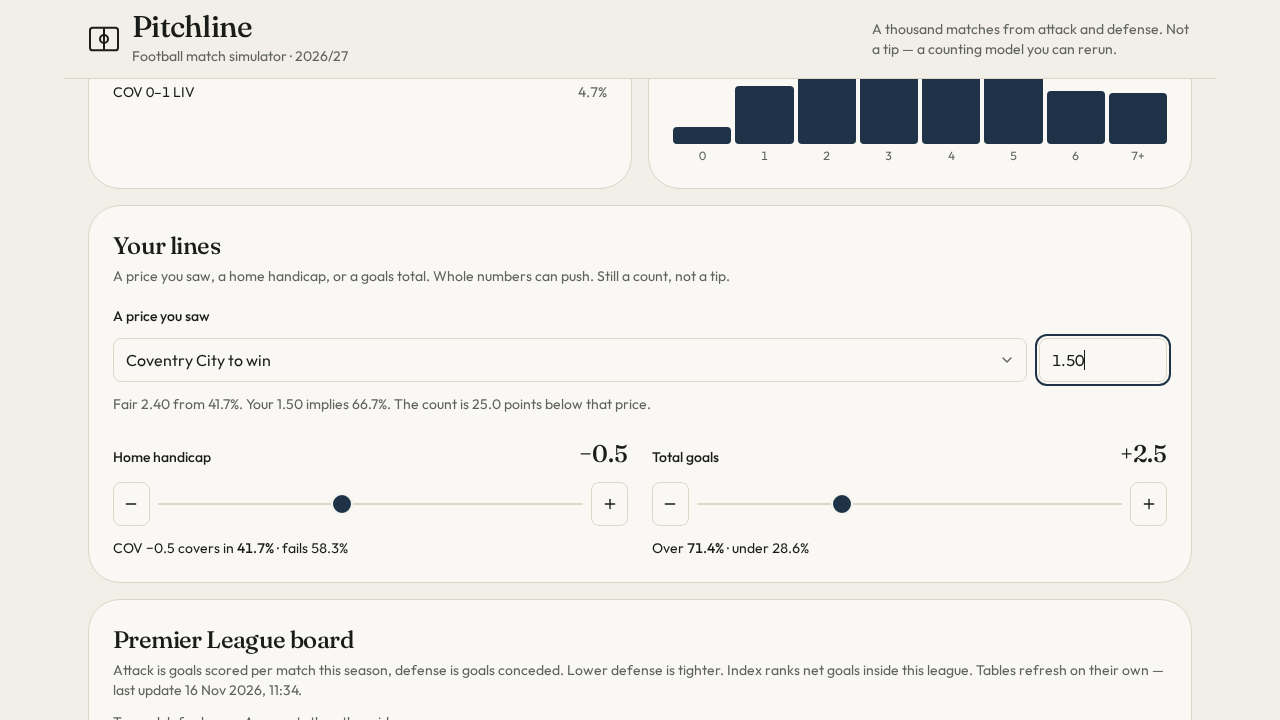 Pitchline
Football match simulator · 2026/27
A thousand matches from attack and defense. Not
a tip — a counting model you can rerun.
COV 0–1 LIV 4.7%
0 1 2 3 4 5 6 7+
Your lines
A price you saw, a home handicap, or a goals total. Whole numbers can push. Still a count, not a tip.
A price you saw
Coventry City to win 1.50
Fair 2.40 from 41.7%. Your 1.50 implies 66.7%. The count is 25.0 points below that price.
Home handicap −0.5
Total goals +2.5
− +
− +
COV −0.5 covers in 41.7% · fails 58.3%
Over 71.4% · under 28.6%
Premier League board
Attack is goals scored per match this season, defense is goals conceded. Lower defense is tighter. Index ranks net goals inside this league. Tables refresh on their own —
last update 16 Nov 2026, 11:34.